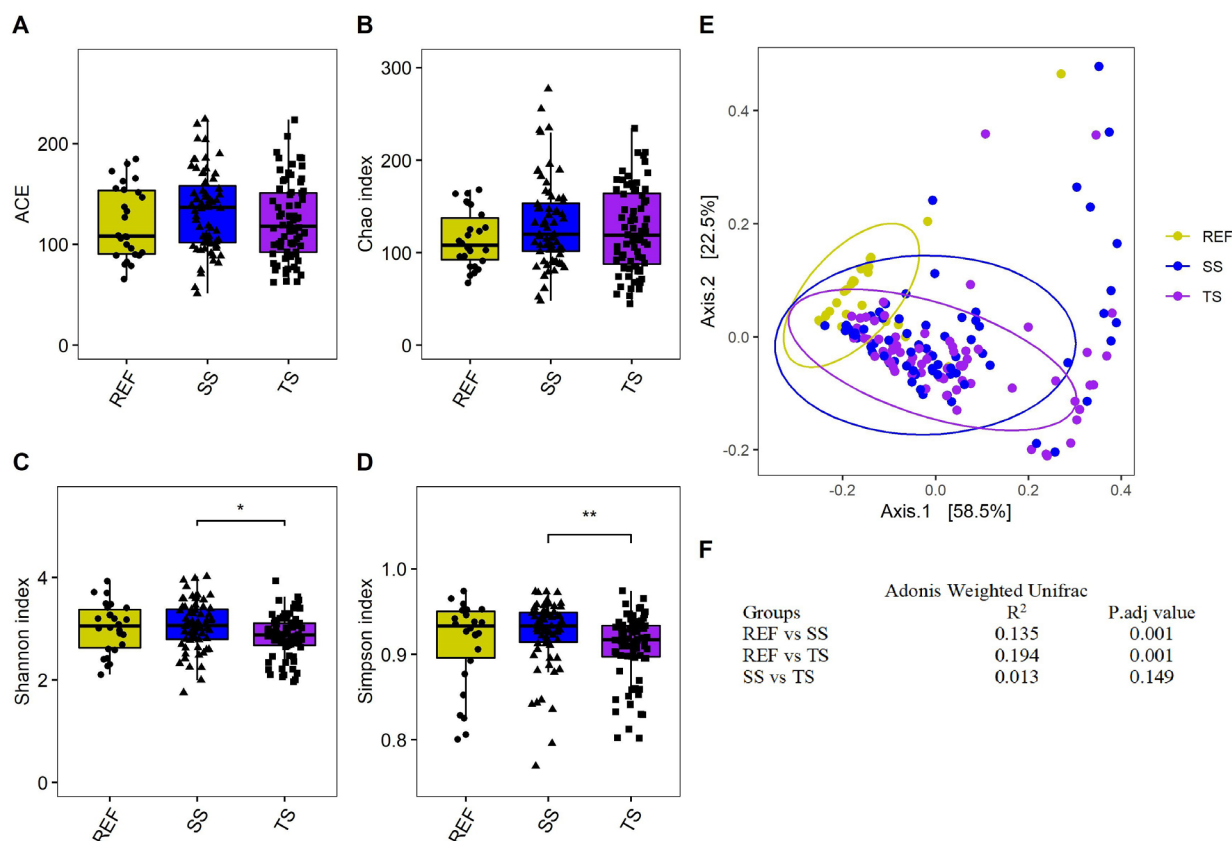 A
ACE
200
100
0
REF
SS
TS
B
Chao index
300
200
100
0
REF
SS
TS
C
Shannon index
4
2
0
*
REF
SS
TS
D
Simpson index
1.0
0.9
0.8
**
REF
SS
TS
E
Axis.2 [22.5%]
0.4
0.2
0.0
-0.2
-0.2
0.0
0.2
0.4
Axis.1 [58.5%]
REF
SS
TS
F
Adonis Weighted Unifrac
Groups R² P.adj value
REF vs SS 0.135 0.001
REF vs TS 0.194 0.001
SS vs TS 0.013 0.149